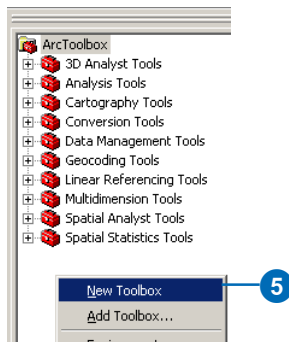 ArcToolbox
3D Analyst Tools
Analysis Tools
Cartography Tools
Conversion Tools
Data Management Tools
Geocoding Tools
Linear Referencing Tools
Multidimension Tools
Spatial Analyst Tools
Spatial Statistics Tools
New Toolbox
5
Add Toolbox...